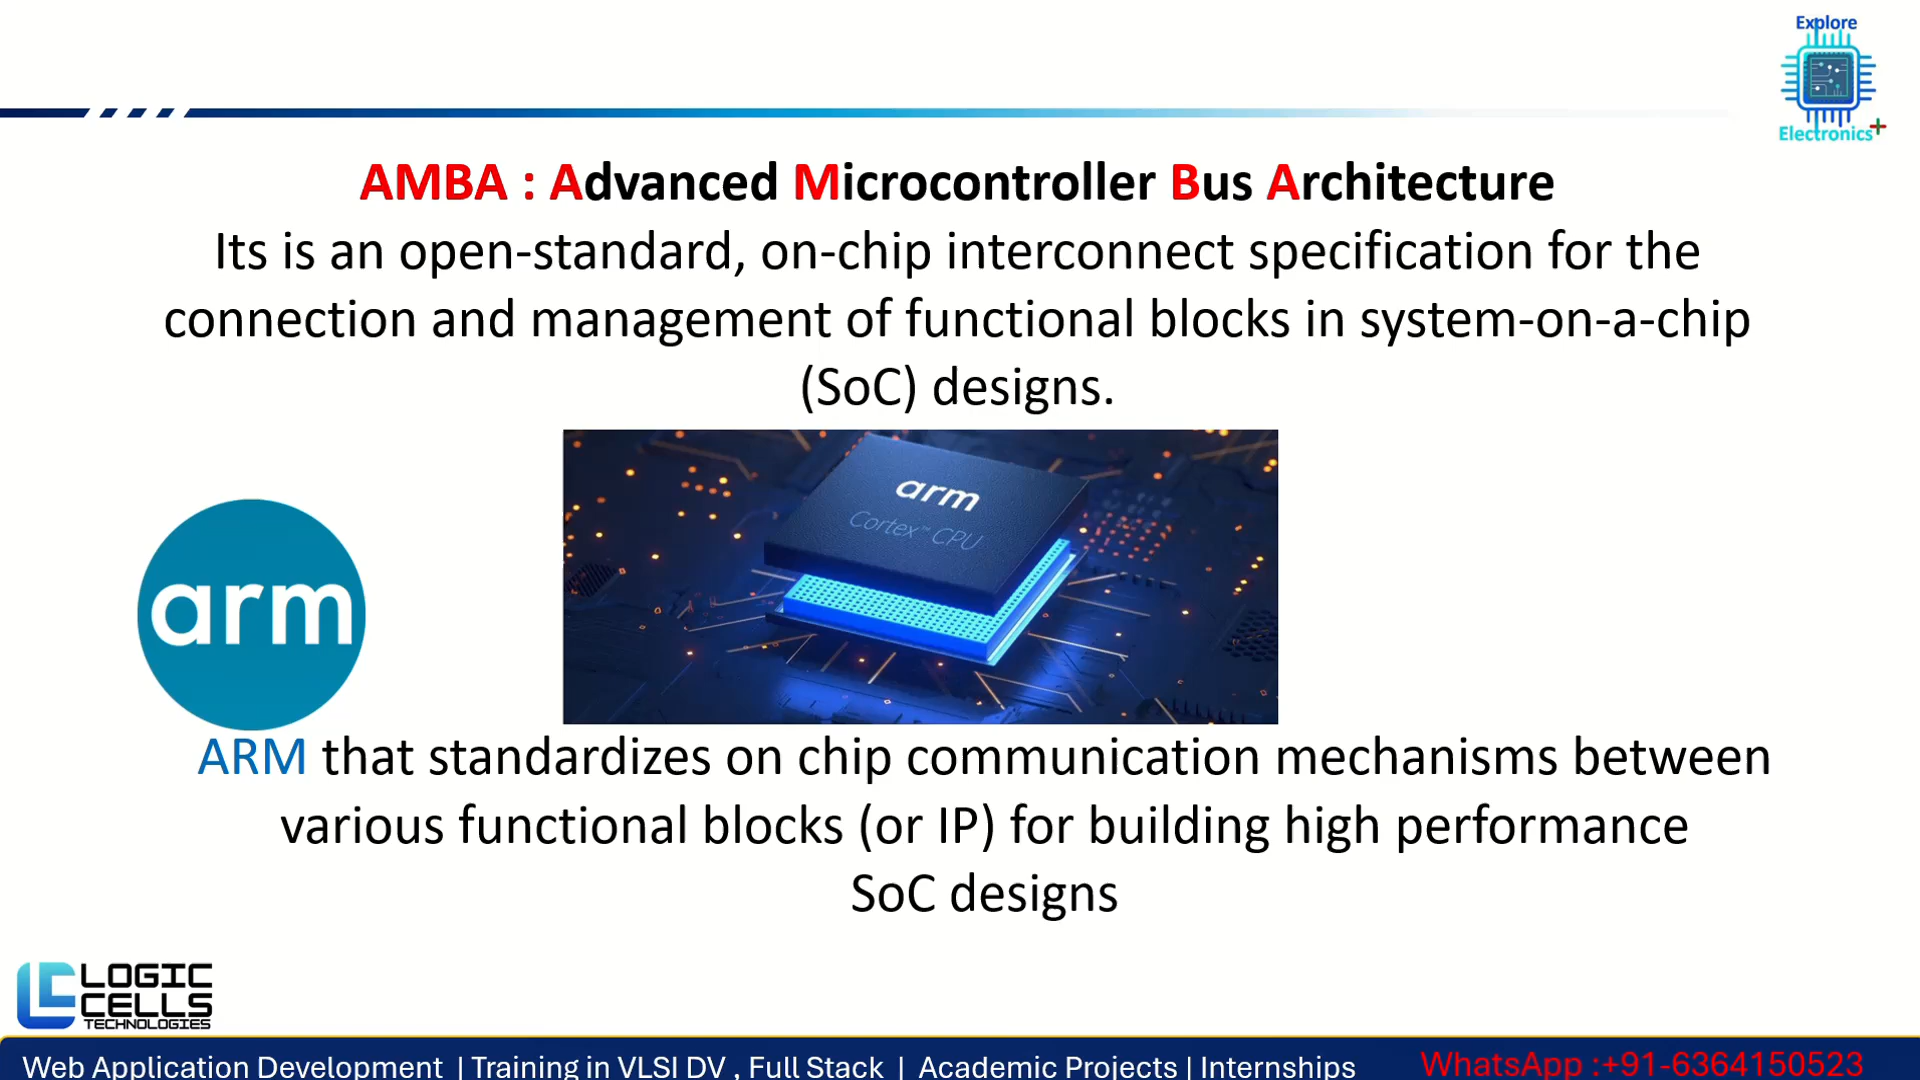 Explore
Electronics+
AMBA : Advanced Microcontroller Bus Architecture
Its is an open-standard, on-chip interconnect specification for the
connection and management of functional blocks in system-on-a-chip
(SoC) designs.
arm
Cortex™ CPU
arm
ARM that standardizes on chip communication mechanisms between
various functional blocks (or IP) for building high performance
SoC designs
LOGIC
CELLS
TECHNOLOGIES
Web Application Development | Training in VLSI DV , Full Stack | Academic Projects | Internships
WhatsApp :+91-6364150523